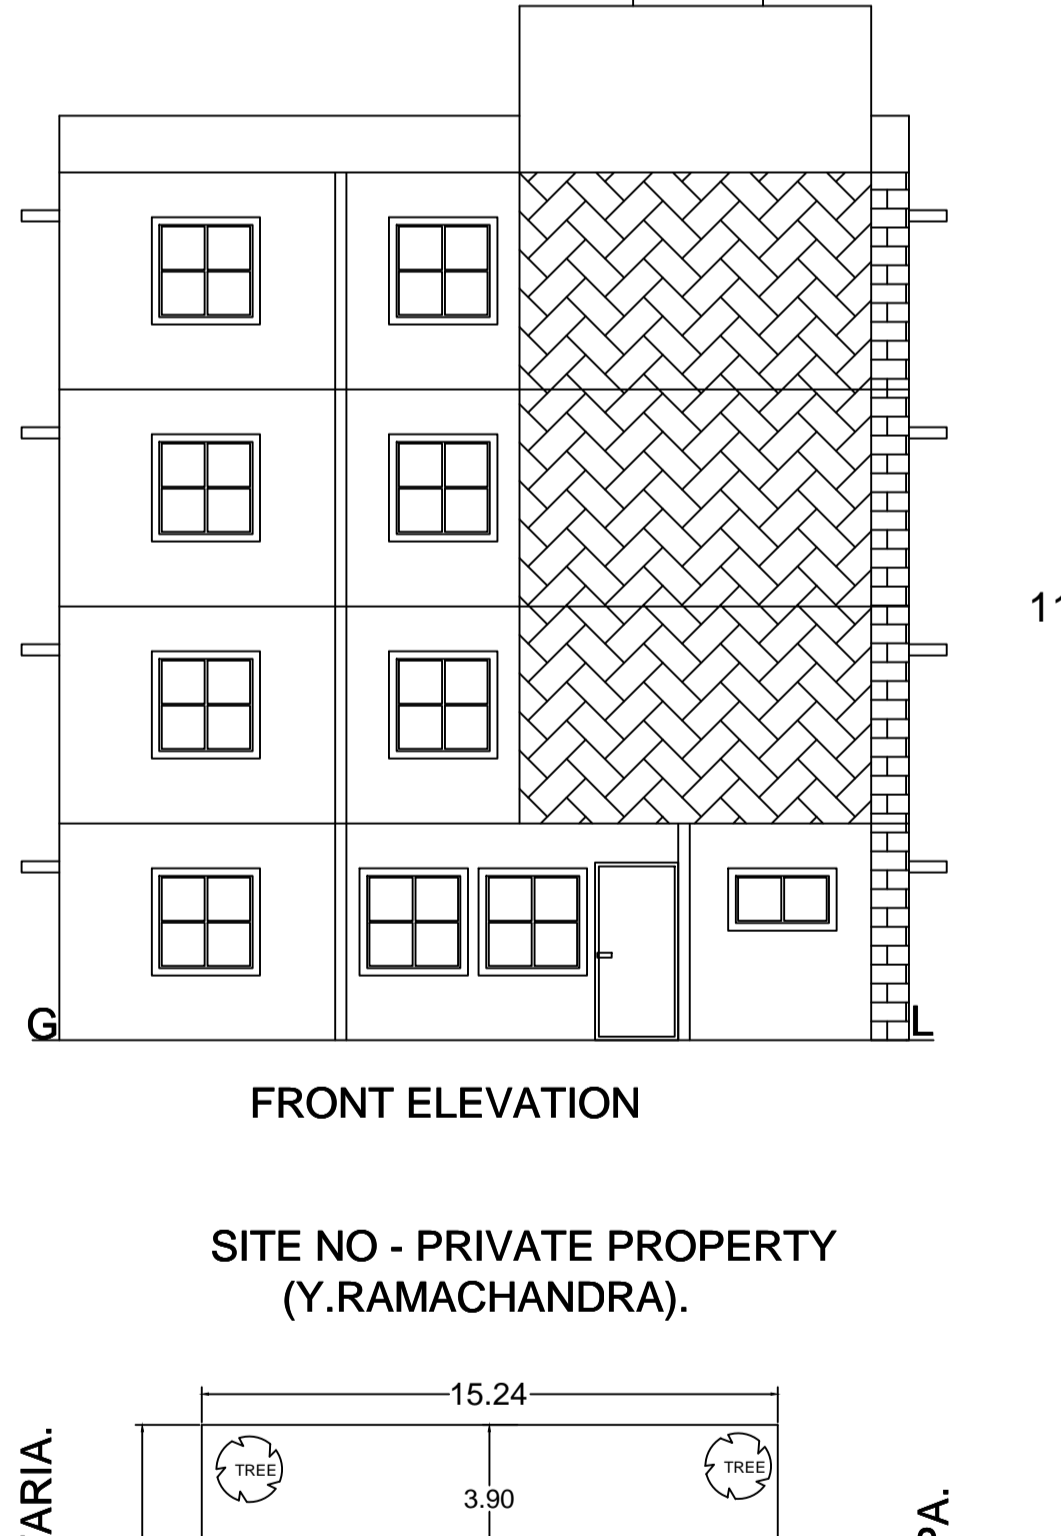 G
L
FRONT ELEVATION
SITE NO - PRIVATE PROPERTY
(Y.RAMACHANDRA).
15.24
TREE
TREE
3.90